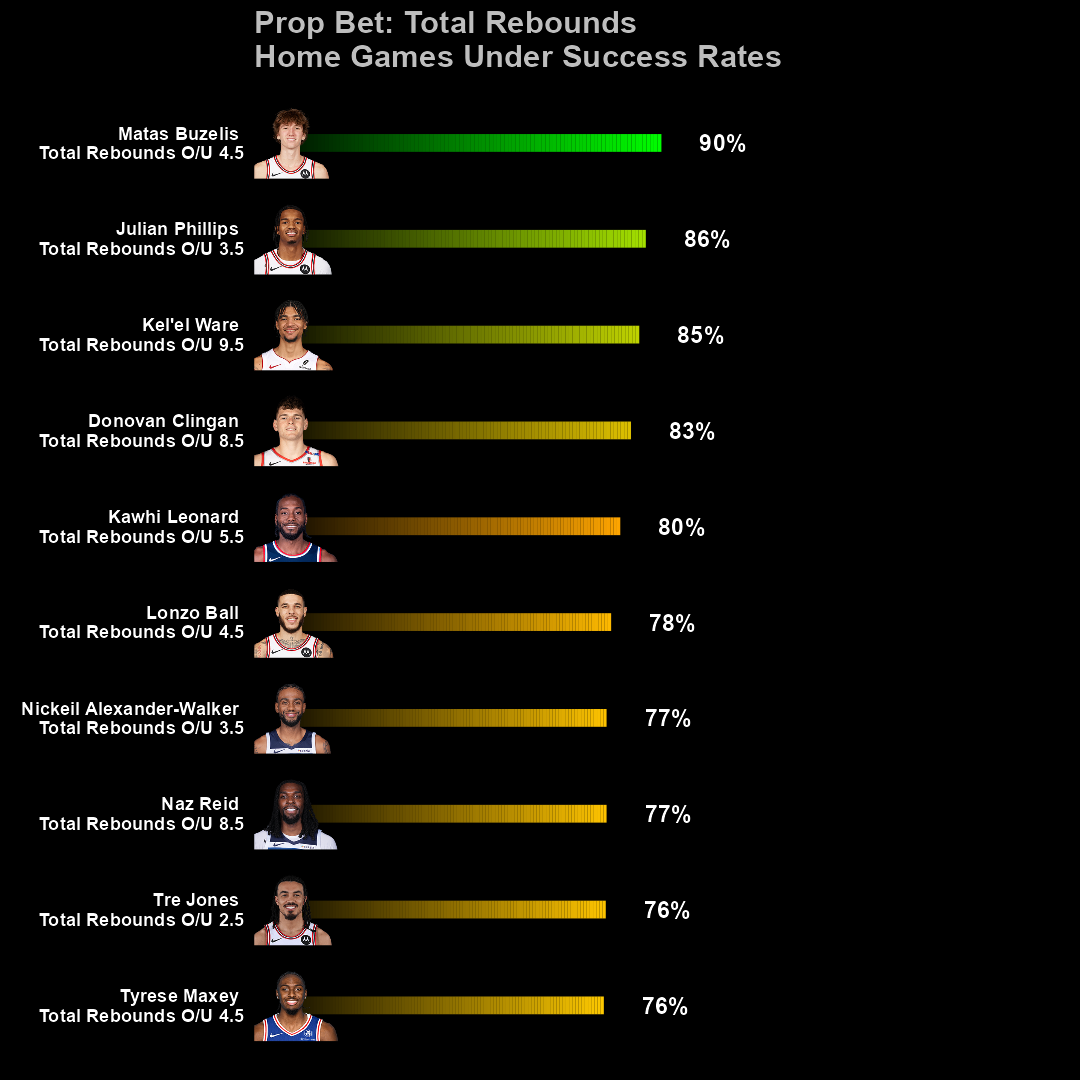 Prop Bet: Total Rebounds
Home Games Under Success Rates
Matas Buzelis
Total Rebounds O/U 4.5
90%
Julian Phillips
Total Rebounds O/U 3.5
86%
Kel'el Ware
Total Rebounds O/U 9.5
85%
Donovan Clingan
Total Rebounds O/U 8.5
83%
Kawhi Leonard
Total Rebounds O/U 5.5
80%
Lonzo Ball
Total Rebounds O/U 4.5
78%
Nickeil Alexander-Walker
Total Rebounds O/U 3.5
77%
Naz Reid
Total Rebounds O/U 8.5
77%
Tre Jones
Total Rebounds O/U 2.5
76%
Tyrese Maxey
Total Rebounds O/U 4.5
76%